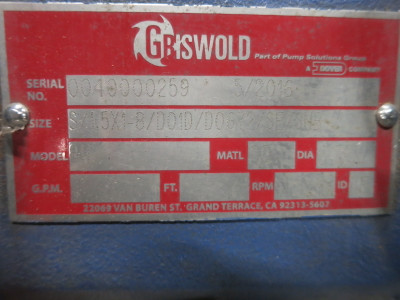 GRISWOLD
Part of Pump Solutions Group
A DOVER COMPANY
SERIAL NO. 0040000259
SIZE
MODEL MATL DIA
G.P.M. FT. RPM ID
22069 VAN BUREN ST. GRAND TERRACE, CA 92313-5607